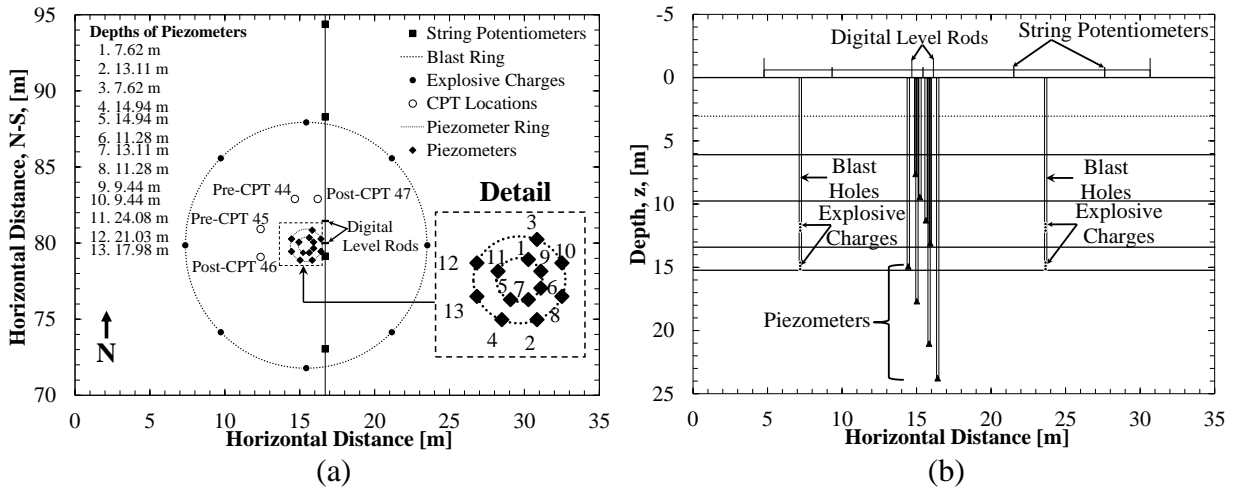 95
90
85
80
75
70
Horizontal Distance, N-S, [m]
0 5 10 15 20 25 30 35
Horizontal Distance [m]
Depths of Piezometers
1. 7.62 m
2. 13.11 m
3. 7.62 m
4. 14.94 m
5. 14.94 m
6. 11.28 m
7. 13.11 m
8. 11.28 m
9. 9.44 m
10. 9.44 m
11. 24.08 m
12. 21.03 m
13. 17.98 m
String Potentiometers
Blast Ring
Explosive Charges
CPT Locations
Piezometer Ring
Piezometers
Pre-CPT 44
Post-CPT 47
Pre-CPT 45
Post-CPT 46
Digital
Level Rods
N
Detail
3
1
10
12
11
9
5
7
6
13
4
2
8
(a)
-5
0
5
10
15
20
25
Depth, z, [m]
0 5 10 15 20 25 30 35
Horizontal Distance [m]
Digital Level Rods
String Potentiometers
Blast
Holes
Explosive
Charges
Blast
Holes
Explosive
Charges
Piezometers
(b)